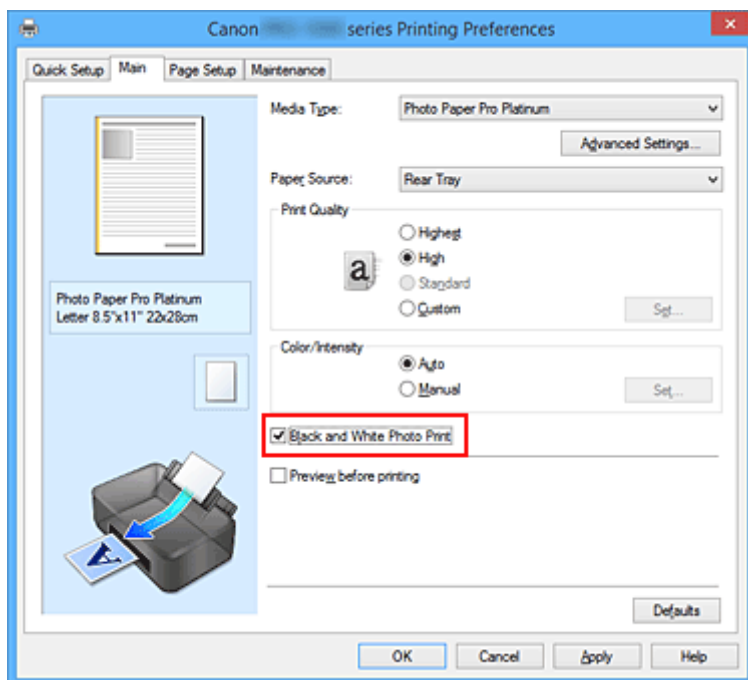 Canon series Printing Preferences
Quick Setup Main Page Setup Maintenance
Media Type: Photo Paper Pro Platinum
Advanced Settings...
Paper Source: Rear Tray
Print Quality
Highest
a High
Standard
Photo Paper Pro Platinum
Letter 8.5"x11" 22x28cm
Custom Set...
Color/Intensity
Auto
Manual Set...
Black and White Photo Print
Preview before printing
A
Defaults
OK Cancel Apply Help